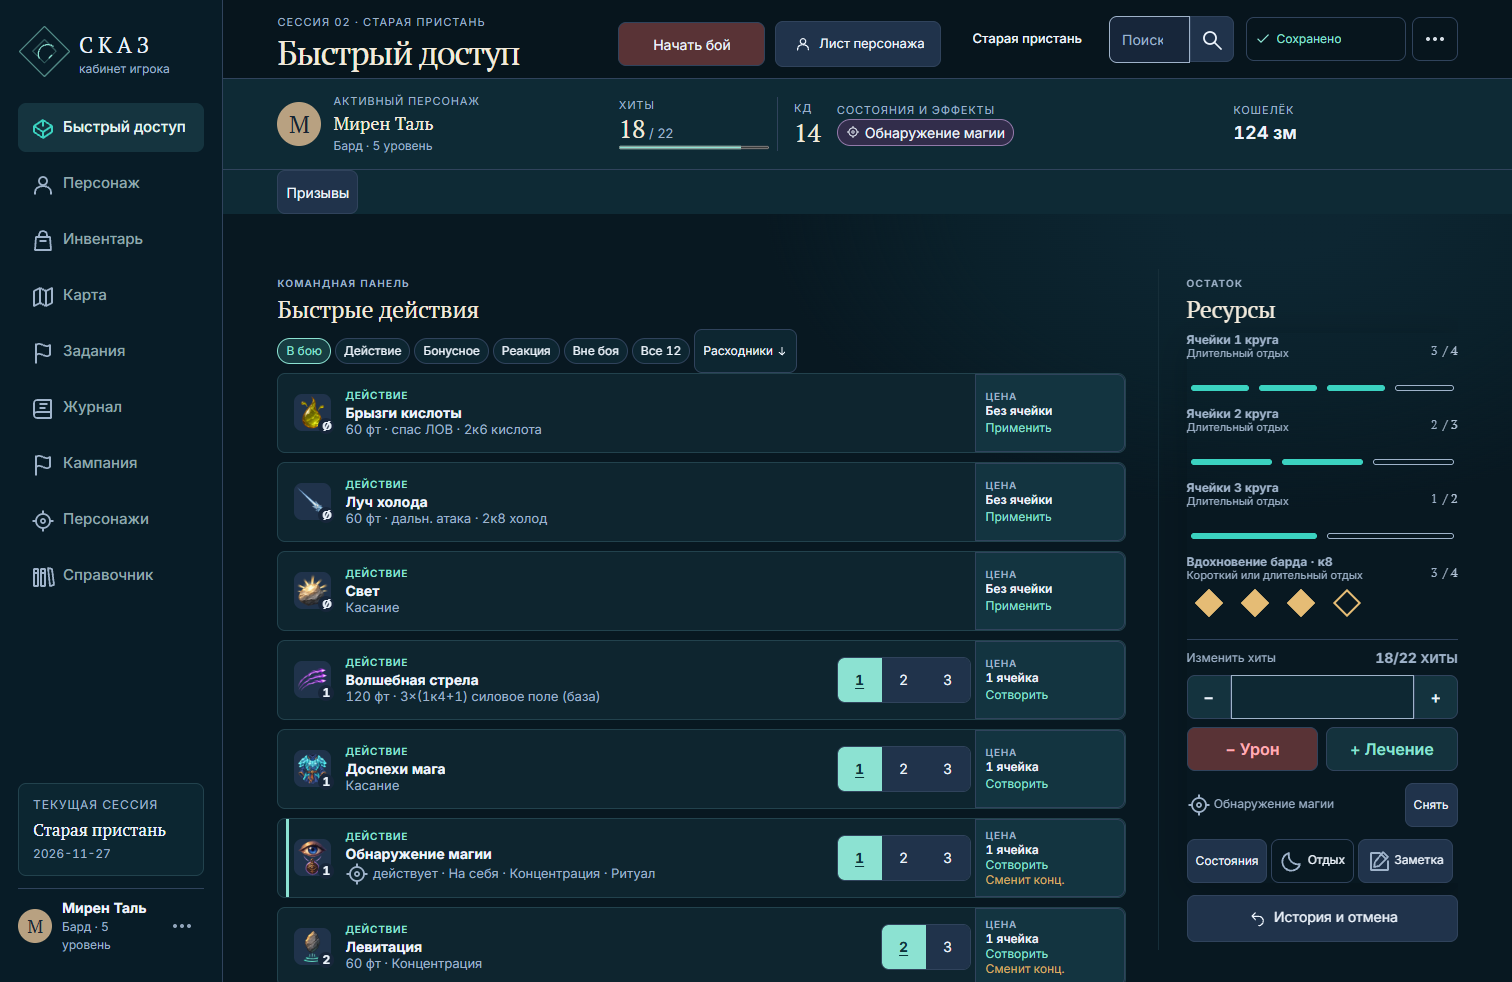 СКАЗ
кабинет игрока
Быстрый доступ
Персонаж
Инвентарь
Карта
Задания
Журнал
Кампания
Персонажи
Справочник
ТЕКУЩАЯ СЕССИЯ
Старая пристань
2026-11-27
М
Мирен Таль
Бард · 5
уровень
СЕССИЯ 02 · СТАРАЯ ПРИСТАНЬ
Быстрый доступ
Начать бой
Лист персонажа
Старая пристань
Поиск
Сохранено
М
АКТИВНЫЙ ПЕРСОНАЖ
Мирен Таль
Бард · 5 уровень
ХИТЫ
18 / 22
КД
14
СОСТОЯНИЯ И ЭФФЕКТЫ
Обнаружение магии
КОШЕЛЁК
124 зм
Призывы
КОМАНДНАЯ ПАНЕЛЬ
Быстрые действия
В бою
Действие
Бонусное
Реакция
Вне боя
Все 12
Расходники ↓
ДЕЙСТВИЕ
Брызги кислоты
60 фт · спас ЛОВ · 2к6 кислота
Ø
ЦЕНА
Без ячейки
Применить
ДЕЙСТВИЕ
Луч холода
60 фт · дальн. атака · 2к8 холод
Ø
ЦЕНА
Без ячейки
Применить
ДЕЙСТВИЕ
Свет
Касание
Ø
ЦЕНА
Без ячейки
Применить
ДЕЙСТВИЕ
Волшебная стрела
120 фт · 3×(1к4+1) силовое поле (база)
1
1 2 3
ЦЕНА
1 ячейка
Сотворить
ДЕЙСТВИЕ
Доспехи мага
Касание
1
1 2 3
ЦЕНА
1 ячейка
Сотворить
ДЕЙСТВИЕ
Обнаружение магии
действует · На себя · Концентрация · Ритуал
1
1 2 3
ЦЕНА
1 ячейка
Сотворить
Сменит конц.
ДЕЙСТВИЕ
Левитация
60 фт · Концентрация
2
2 3
ЦЕНА
1 ячейка
Сотворить
Сменит конц.
ОСТАТОК
Ресурсы
Ячейки 1 круга
Длительный отдых
3 / 4
Ячейки 2 круга
Длительный отдых
2 / 3
Ячейки 3 круга
Длительный отдых
1 / 2
Вдохновение барда · к8
Короткий или длительный отдых
3 / 4
Изменить хиты
18/22 хиты
−
+
− Урон
+ Лечение
Обнаружение магии
Снять
Состояния
Отдых
Заметка
История и отмена